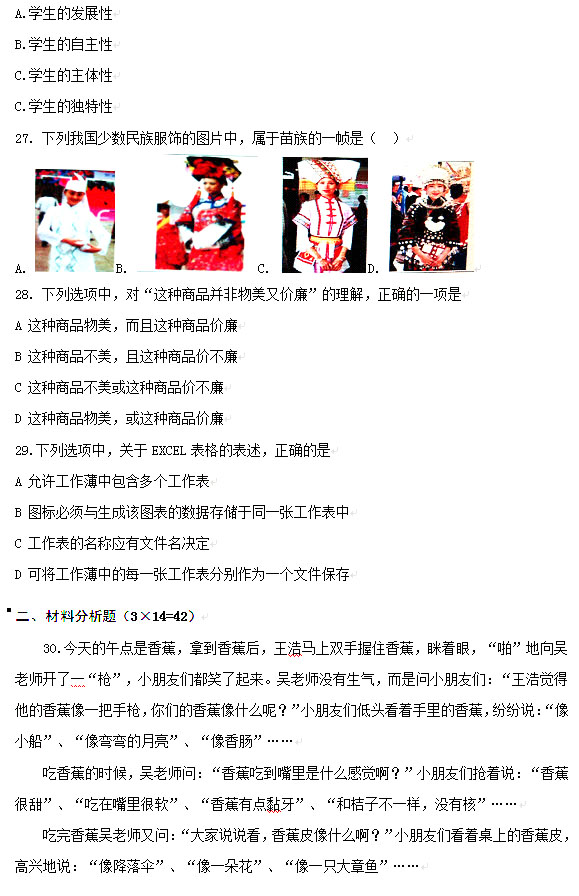 A.学生的发展性
B.学生的自主性
C.学生的主体性
C.学生的独特性
27. 下列我国少数民族服饰的图片中，属于苗族的一帧是（ ）
A. B. C. D.
28. 下列选项中，对“这种商品并非物美又价廉”的理解，正确的一项是
A 这种商品物美，而且这种商品价廉
B 这种商品不美，且这种商品价不廉
C 这种商品不美或这种商品价不廉
D 这种商品物美，或这种商品价廉
29.下列选项中，关于 EXCEL 表格的表述，正确的是
A 允许工作薄中包含多个工作表
B 图标必须与生成该图表的数据存储于同一张工作表中
C 工作表的名称应有文件名决定
D 可将工作薄中的每一张工作表分别作为一个文件保存
二、材料分析题（3×14=42）
30.今天的午点是香蕉，拿到香蕉后，王浩马上双手握住香蕉，眯着眼，“啪”地向吴
老师开了一“枪”，小朋友们都笑了起来。吴老师没有生气，而是问小朋友们：“王浩觉得
他的香蕉像一把手枪，你们的香蕉像什么呢？”小朋友们低头看着手里的香蕉，纷纷说：“像
小船”、“像弯弯的月亮”、“像香肠”……
吃香蕉的时候，吴老师问：“香蕉吃到嘴里是什么感觉啊？”小朋友们抢着说：“香蕉
很甜”、“吃在嘴里很软”、“香蕉有点黏牙”、“和桔子不一样，没有核”……
吃完香蕉吴老师又问：“大家说说看，香蕉皮像什么啊？”小朋友们看着桌上的香蕉皮，
高兴地说：“像降落伞”、“像一朵花”、“像一只大章鱼”……